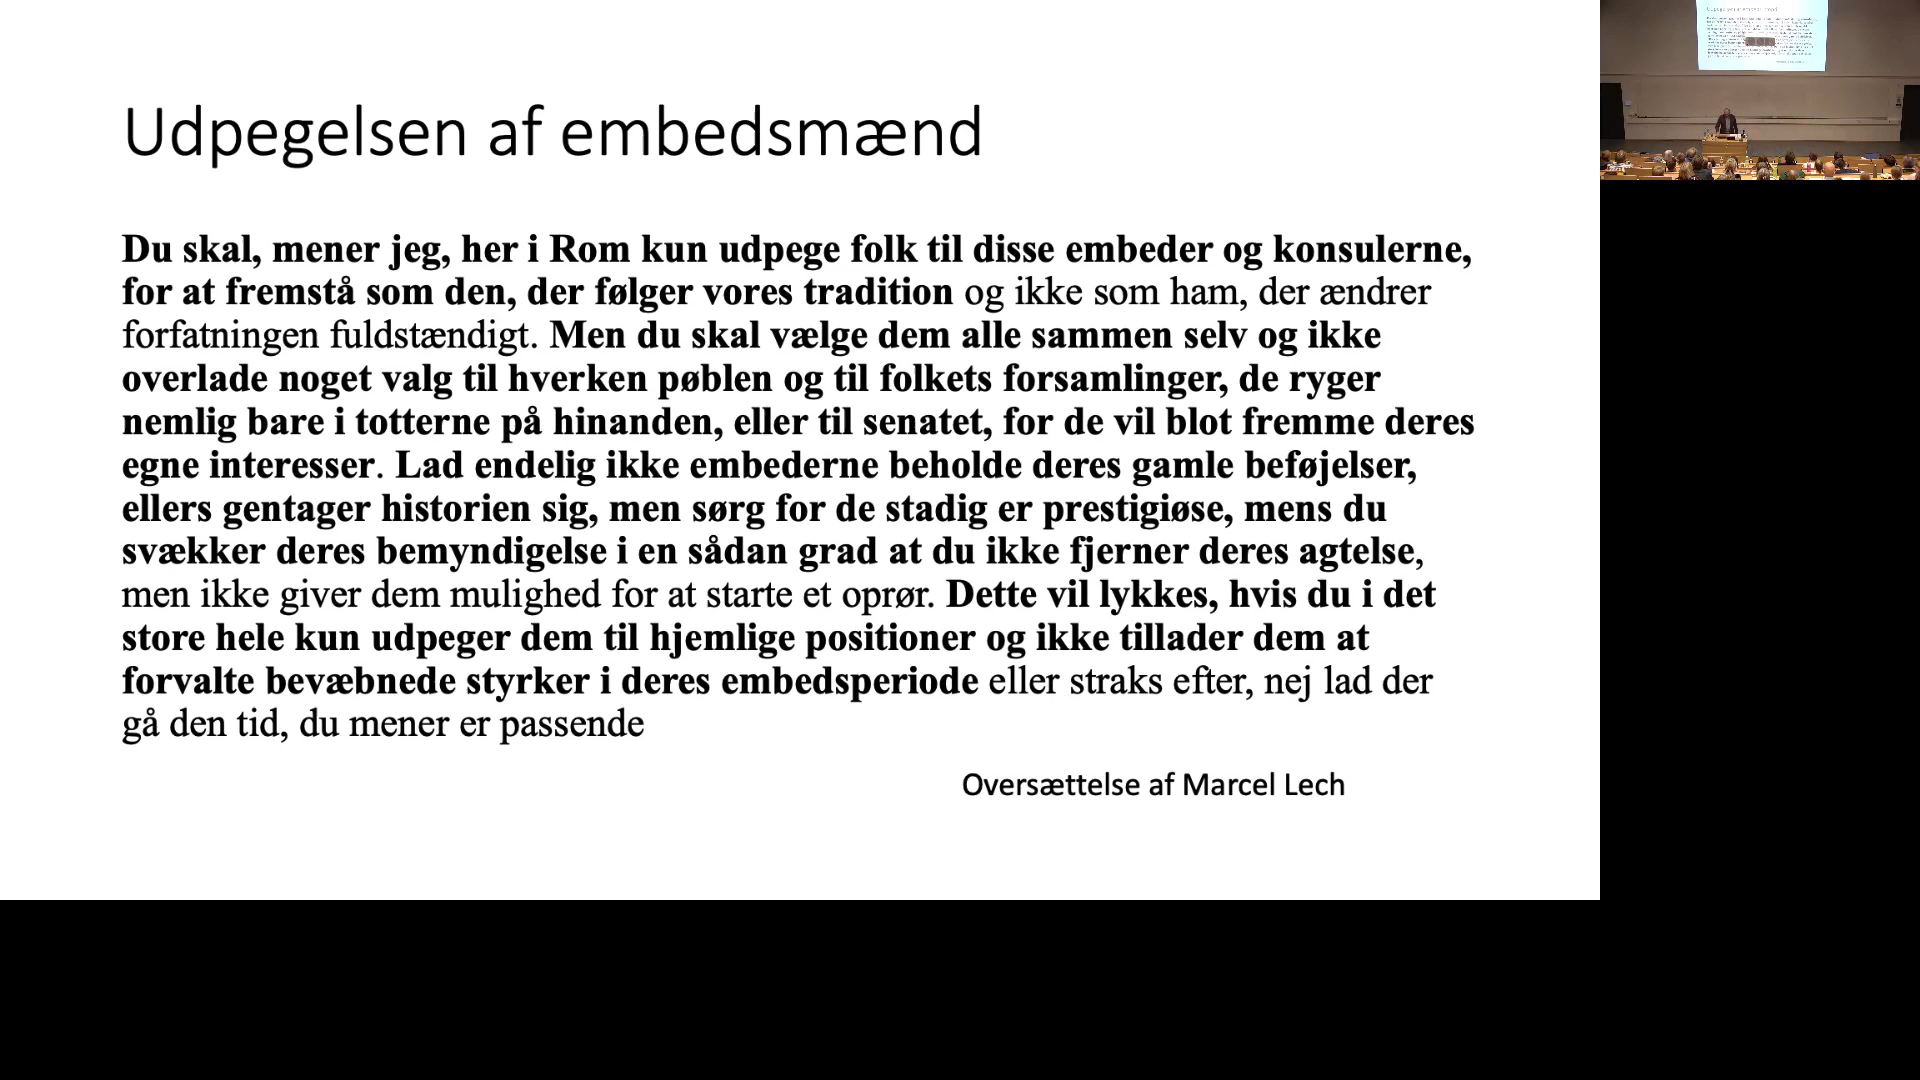 Udpegelsen af embedsmænd
Du skal, mener jeg, her i Rom kun udpege folk til disse embeder og konsulerne,
for at fremstå som den, der følger vores tradition og ikke som ham, der ændrer
forfatningen fuldstændigt. Men du skal vælge dem alle sammen selv og ikke
overlade noget valg til hverken pøblen og til folkets forsamlinger, de ryger
nemlig bare i totterne på hinanden, eller til senatet, for de vil blot fremme deres
egne interesser. Lad endelig ikke embederne beholde deres gamle beføjelser,
ellers gentager historien sig, men sørg for de stadig er prestigiøse, mens du
svækker deres bemyndigelse i en sådan grad at du ikke fjerner deres agtelse,
men ikke giver dem mulighed for at starte et oprør. Dette vil lykkes, hvis du i det
store hele kun udpeger dem til hjemlige positioner og ikke tillader dem at
forvalte bevæbnede styrker i deres embedsperiode eller straks efter, nej lad der
gå den tid, du mener er passende
Oversættelse af Marcel Lech